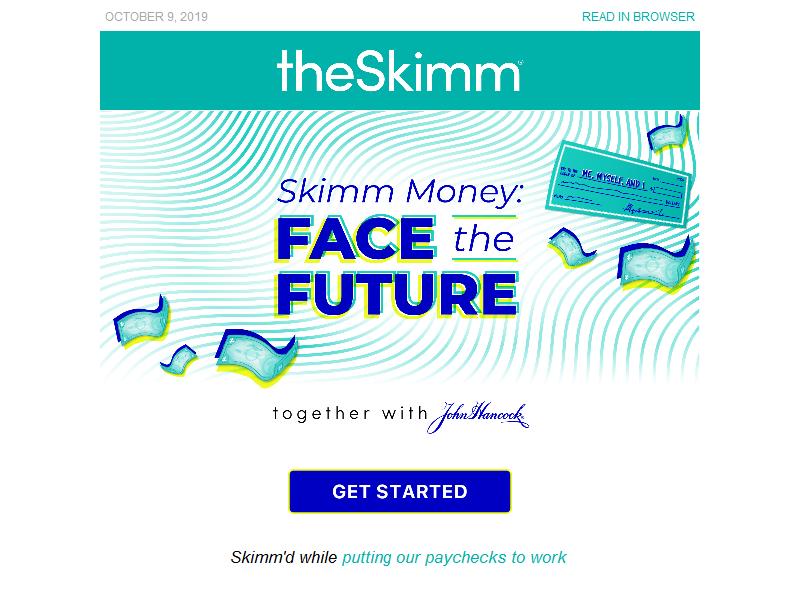 OCTOBER 9, 2019
READ IN BROWSER
theSkimm
Skimm Money:
FACE the
FUTURE
ME, MYSELF, AND I
together with John Hancock
GET STARTED
Skimm'd while putting our paychecks to work